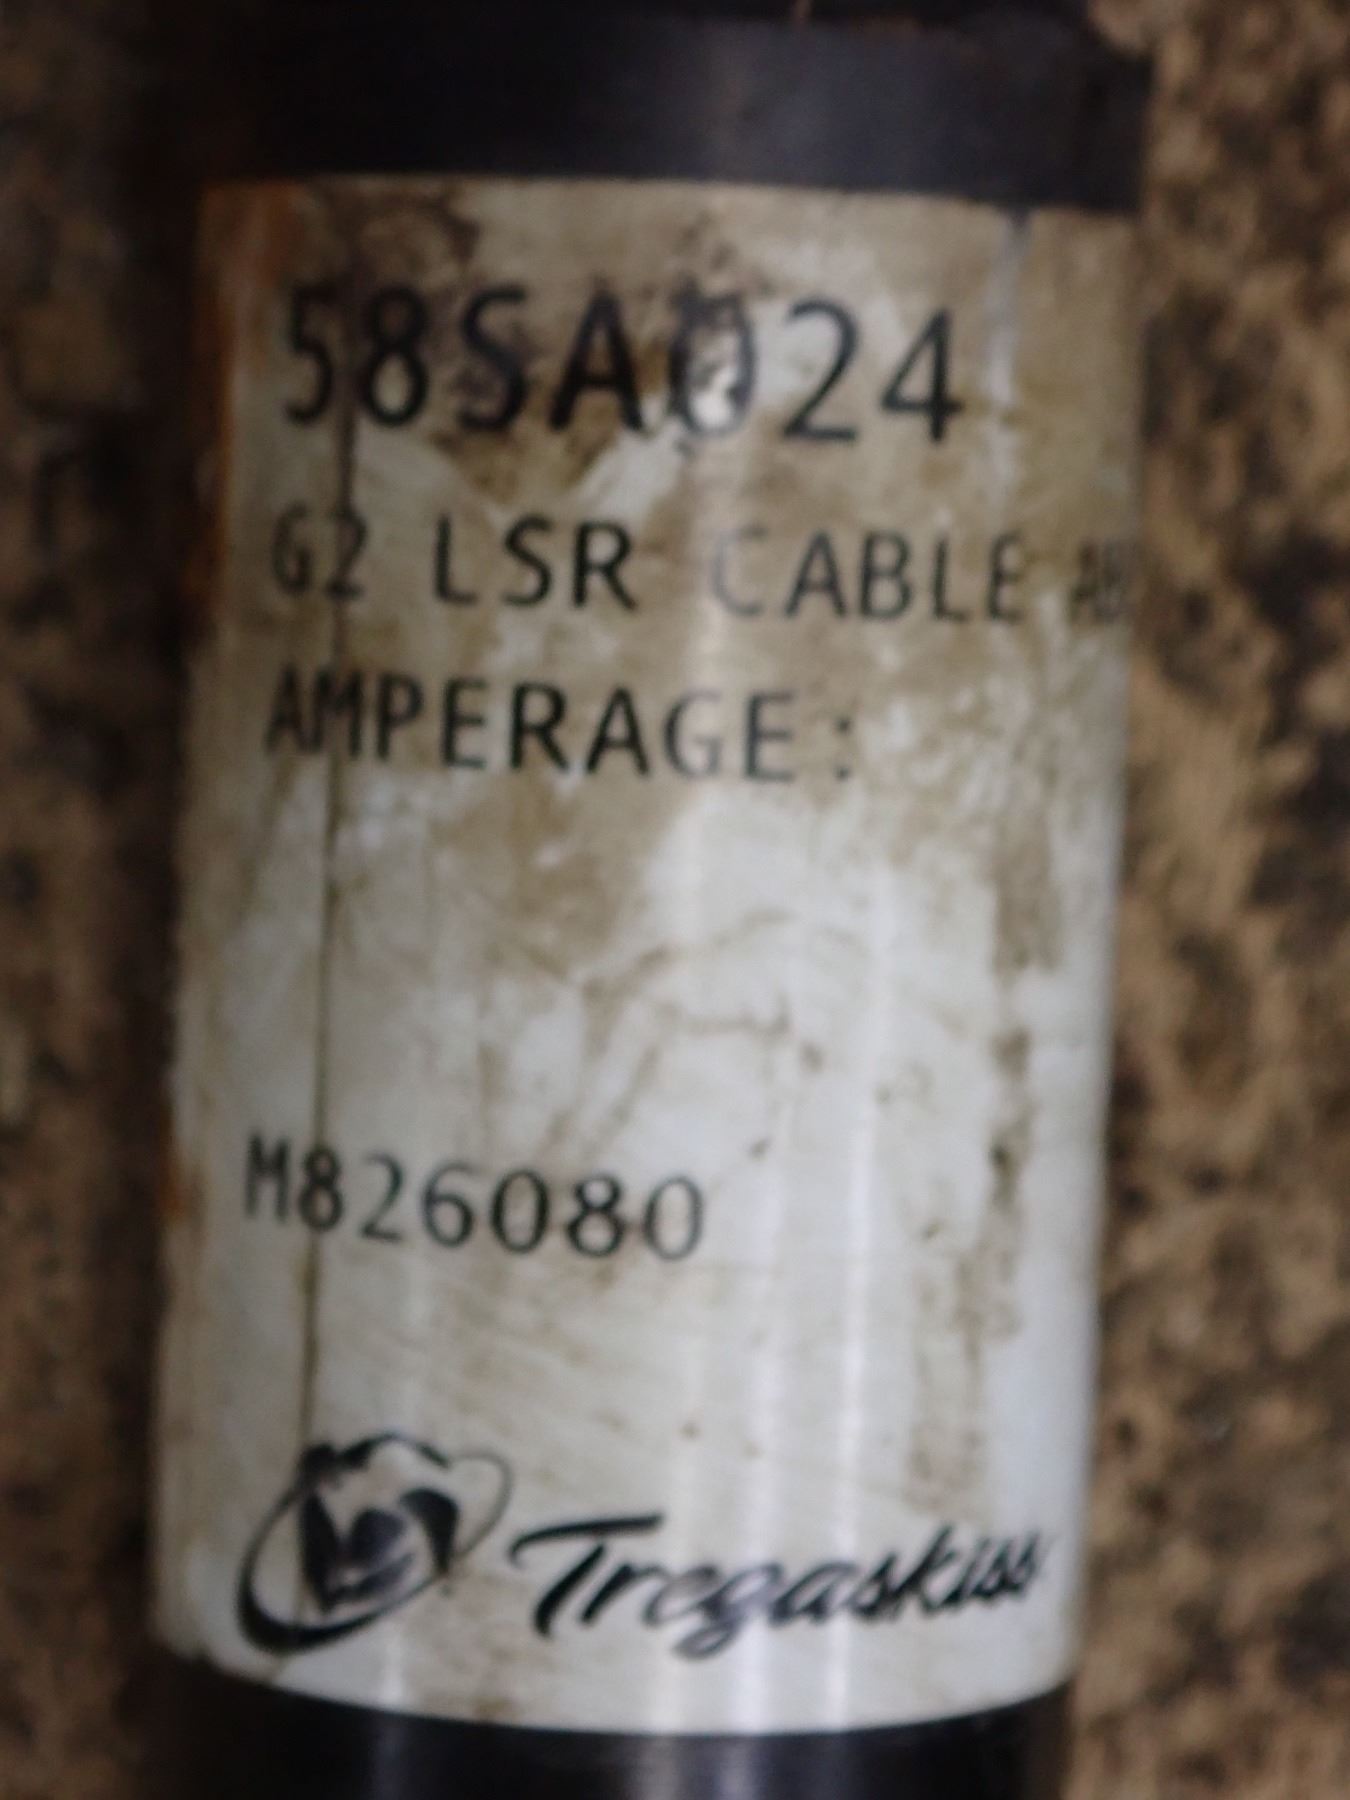 58SA024
G2 LSR CABLE
AMPERAGE:
M826080
Tregaskiss